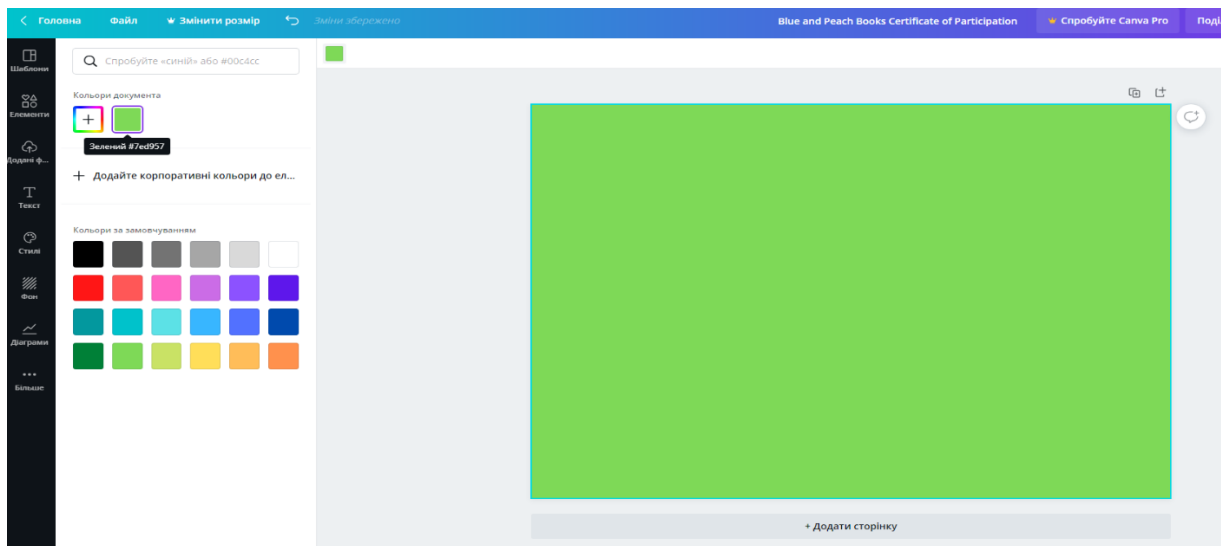 Головна Файл Змінити розмір Зміни збережено Blue and Peach Books Certificate of Participation Спробуйте Canva Pro Поді
Шаблони
Елементи
Додані ф...
Текст
Стилі
Фон
Діаграми
Більше
Спробуйте «синій» або #00c4cc
Кольори документа
Зелений #7ed957
Додайте корпоративні кольори до ел...
Кольори за замовчуванням
+ Додати сторінку